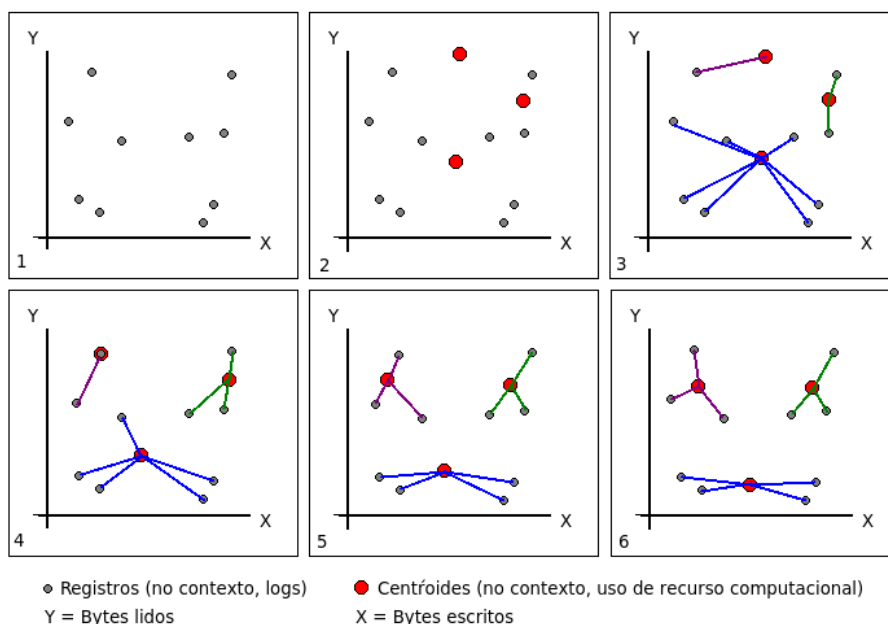 Y
X
1
Y
X
2
Y
X
3
Y
X
4
Y
X
5
Y
X
6
Registros (no contexto, logs)
Centŕoides (no contexto, uso de recurso computacional)
Y = Bytes lidos
X = Bytes escritos